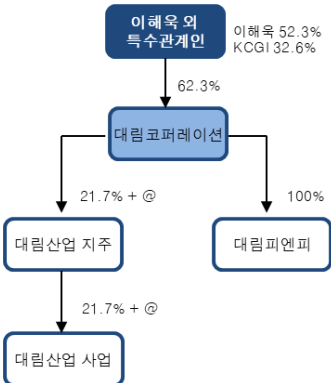 이해욱 외
특수관계인
이해욱 52.3%
KCGI 32.6%
62.3%
대림코퍼레이션
21.7% + @
100%
대림산업 지주
대림피엔피
21.7% + @
대림산업 사업